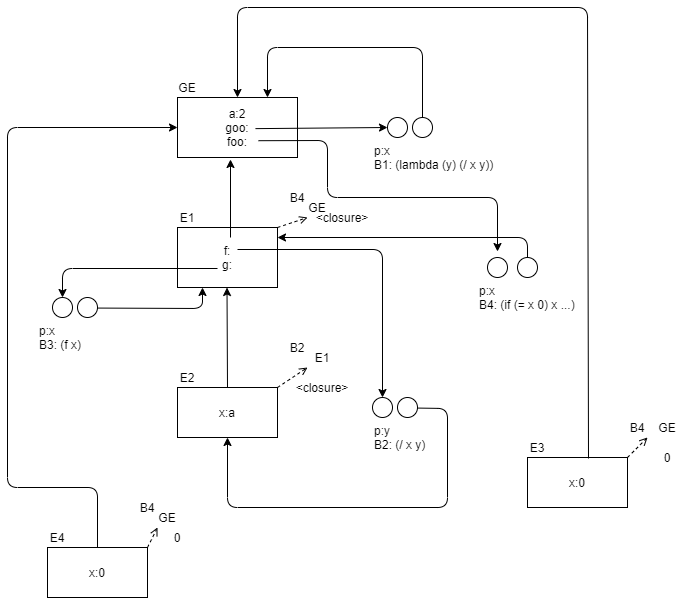 GE
a:2
goo:
foo:
p:x
B1: (lambda (y) (/ x y))
B4
GE
<closure>
E1
f:
g:
p:x
B4: (if (= x 0) x ...)
p:x
B3: (f x)
B2
E1
<closure>
E2
x:a
p:y
B2: (/ x y)
B4
GE
0
E3
x:0
B4
GE
0
E4
x:0